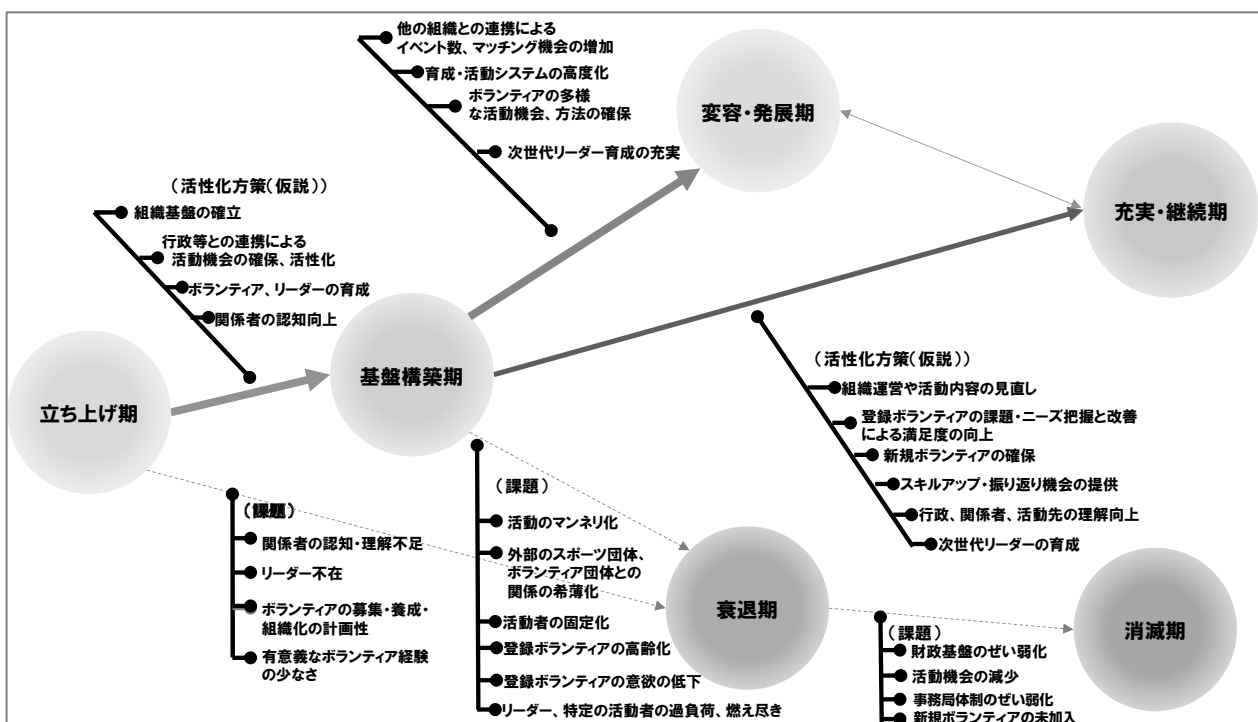 他の組織との連携による
イベント数、マッチング機会の増加
育成・活動システムの高度化
ボランティアの多様
な活動機会、方法の確保
次世代リーダー育成の充実
変容・発展期
充実・継続期
（活性化方策（仮説））
組織基盤の確立
行政等との連携による
活動機会の確保、活性化
ボランティア、リーダーの育成
関係者の認知向上
立ち上げ期
基盤構築期
（活性化方策（仮説））
組織運営や活動内容の見直し
登録ボランティアの課題・ニーズ把握と改善
による満足度の向上
新規ボランティアの確保
スキルアップ・振り返り機会の提供
行政、関係者、活動先の理解向上
次世代リーダーの育成
（課題）
関係者の認知・理解不足
リーダー不在
ボランティアの募集・養成・
組織化の計画性
有意義なボランティア経験
の少なさ
（課題）
活動のマンネリ化
外部のスポーツ団体、
ボランティア団体との
関係の希薄化
活動者の固定化
登録ボランティアの高齢化
登録ボランティアの意欲の低下
リーダー、特定の活動者の過負荷、燃え尽き
衰退期
消滅期
（課題）
財政基盤のぜい弱化
活動機会の減少
事務局体制のぜい弱化
新規ボランティアの未加入